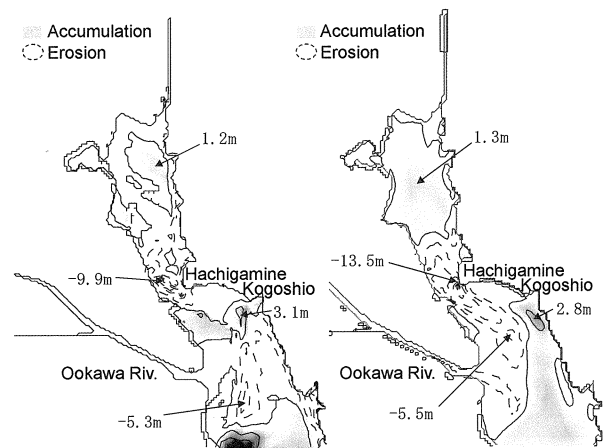 Accumulation
Erosion
1.2m
-9.9m
Hachigamine
Kogoshio
3.1m
Ookawa Riv.
-5.3m
Accumulation
Erosion
1.3m
-13.5m
Hachigamine
Kogoshio
2.8m
Ookawa Riv.
-5.5m